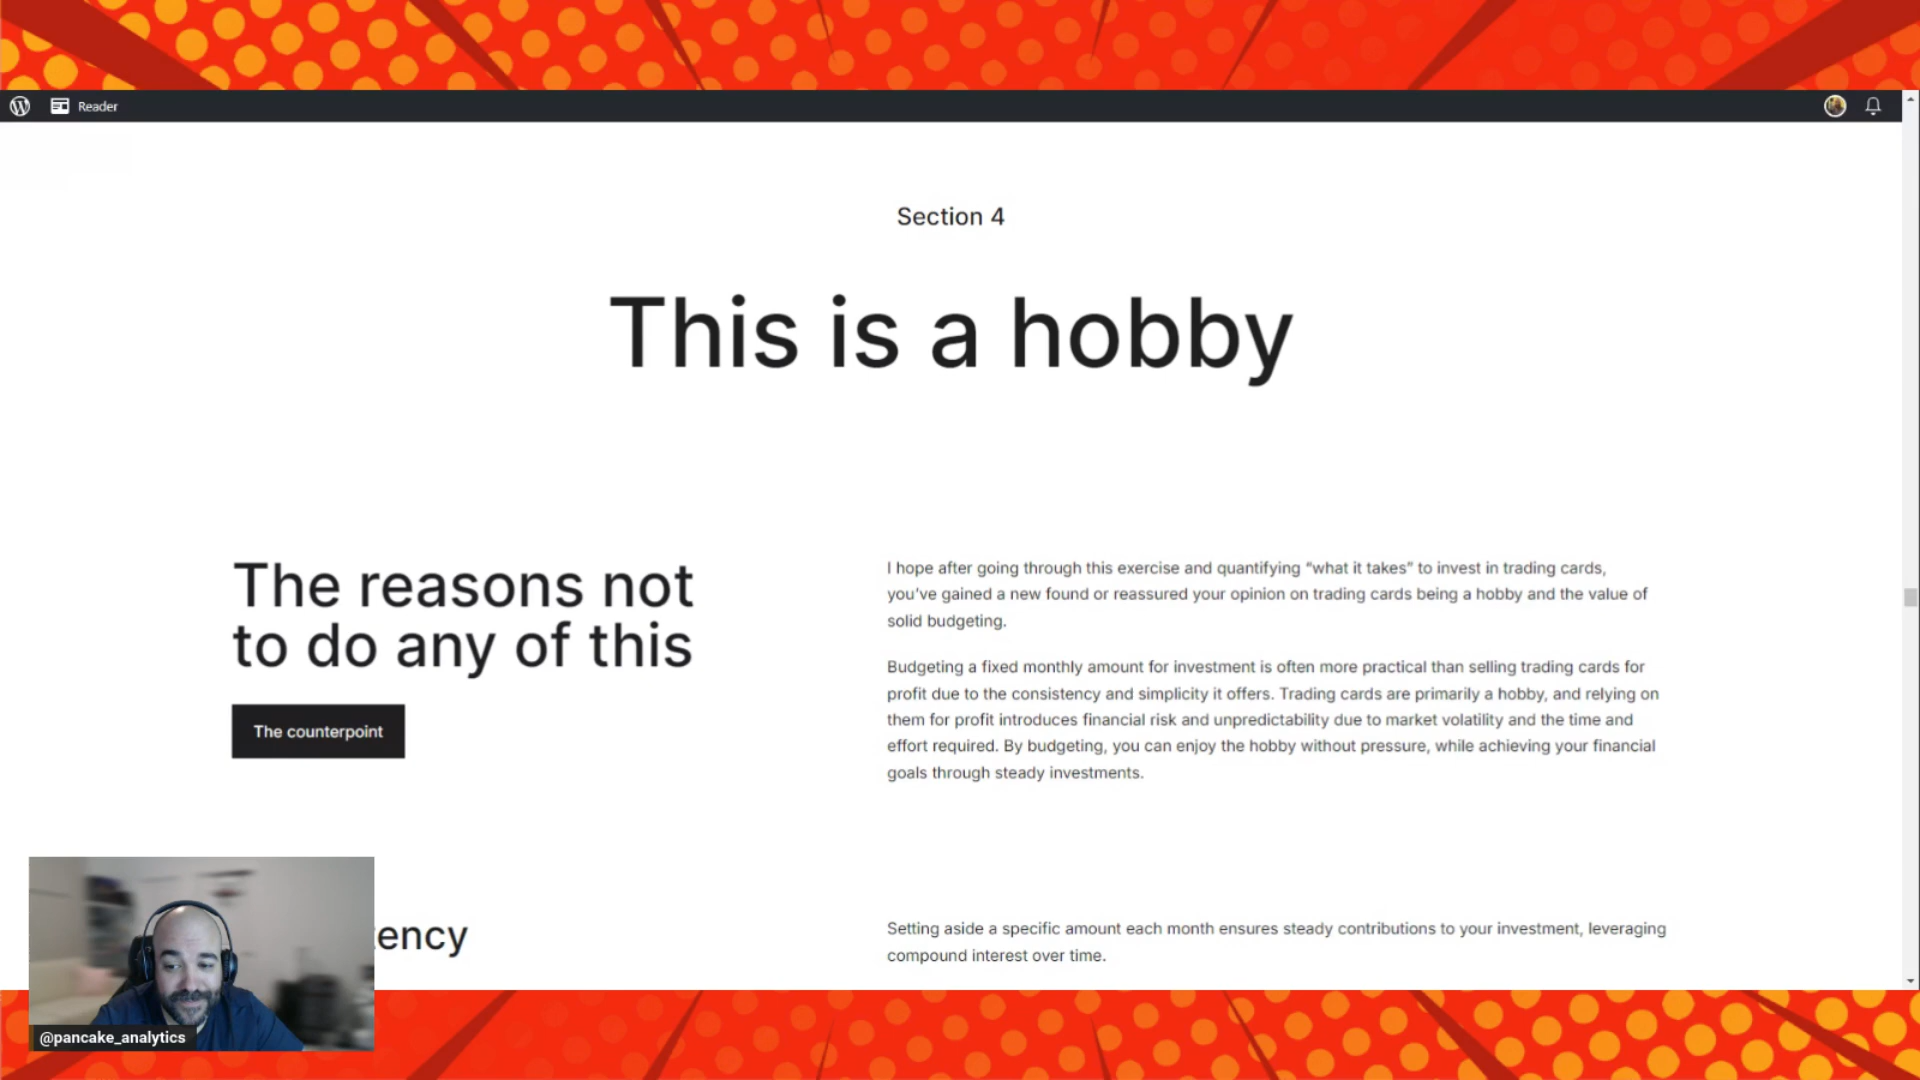 Reader
Section 4
This is a hobby
The reasons not
to do any of this
The counterpoint
I hope after going through this exercise and quantifying “what it takes” to invest in trading cards,
you’ve gained a new found or reassured your opinion on trading cards being a hobby and the value of
solid budgeting.
Budgeting a fixed monthly amount for investment is often more practical than selling trading cards for
profit due to the consistency and simplicity it offers. Trading cards are primarily a hobby, and relying on
them for profit introduces financial risk and unpredictability due to market volatility and the time and
effort required. By budgeting, you can enjoy the hobby without pressure, while achieving your financial
goals through steady investments.
tency
Setting aside a specific amount each month ensures steady contributions to your investment, leveraging
compound interest over time.
@pancake_analytics